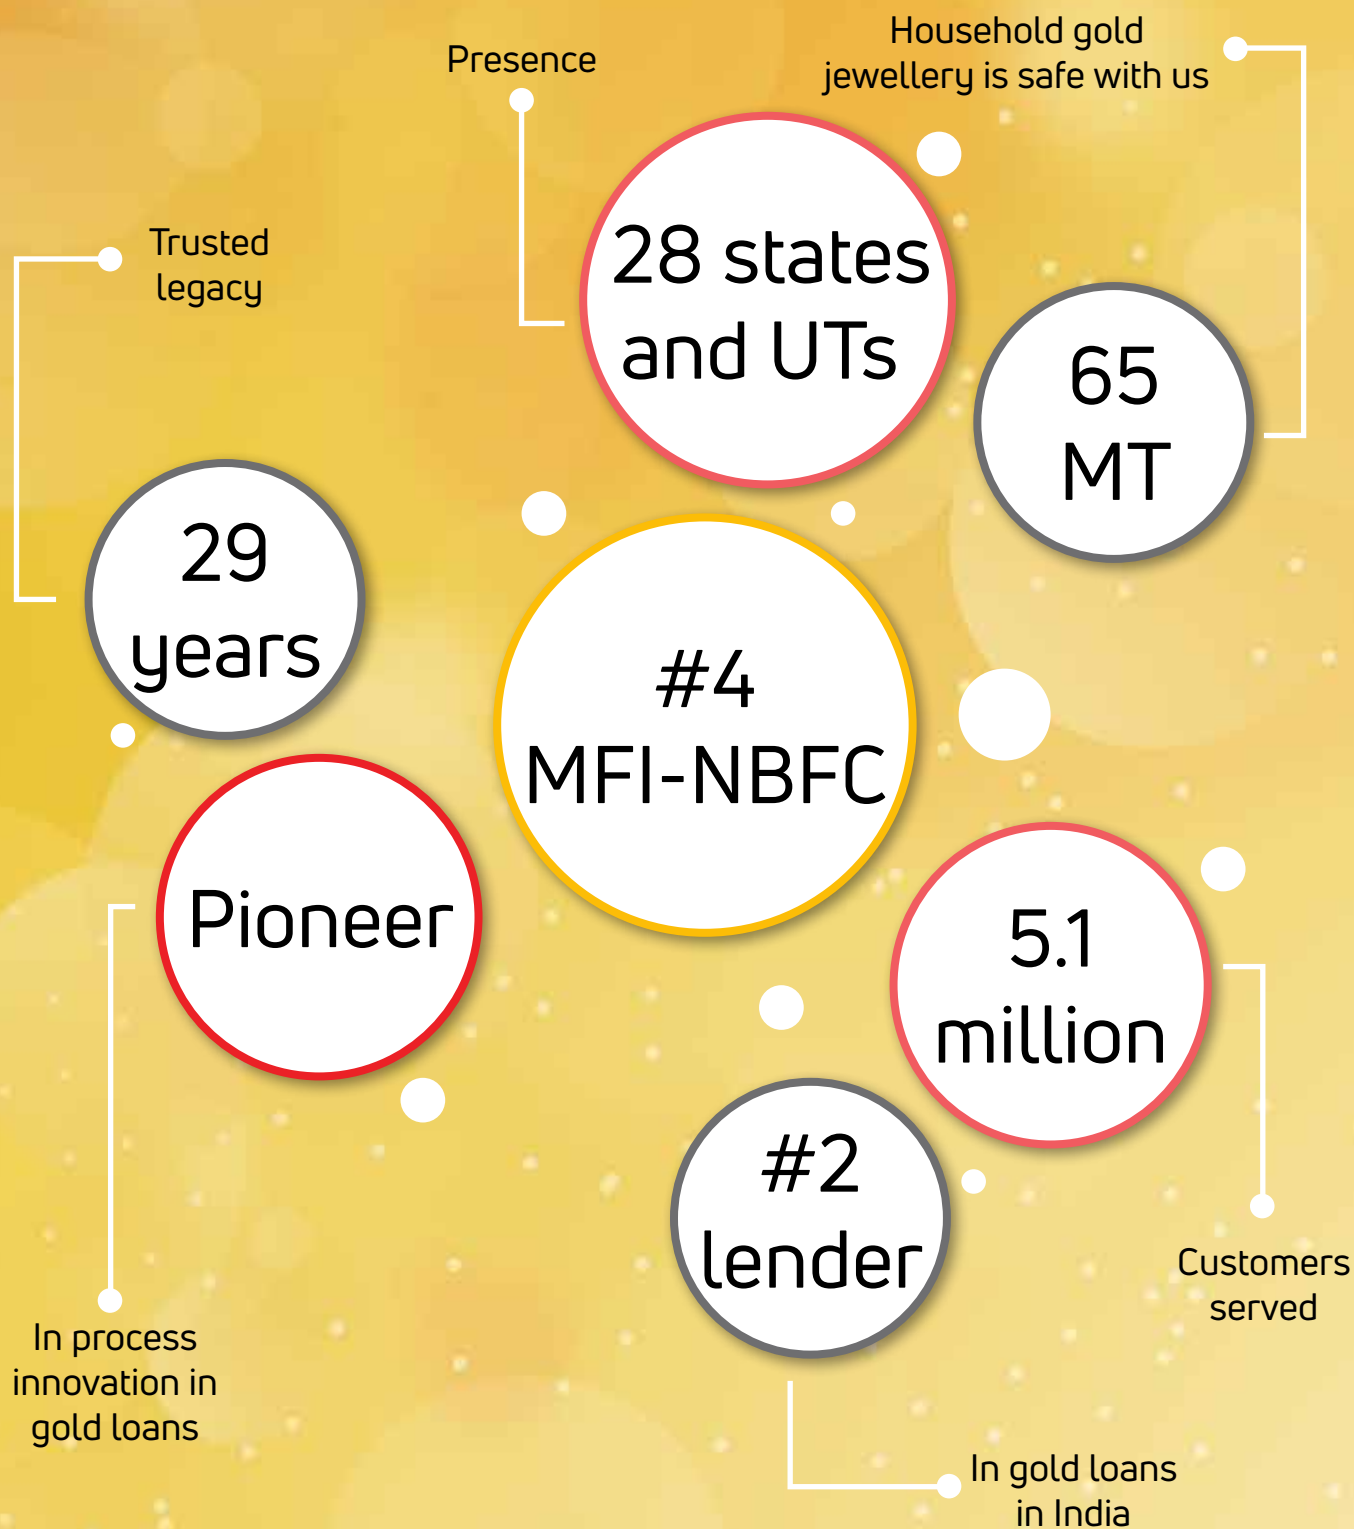 Presence
Household gold
jewellery is safe with us
28 states
and UTs
Trusted
legacy
65
MT
29
years
#4
MFI-NBFC
Pioneer
5.1
million
#2
lender
Customers
served
In process
innovation in
gold loans
In gold loans
in India